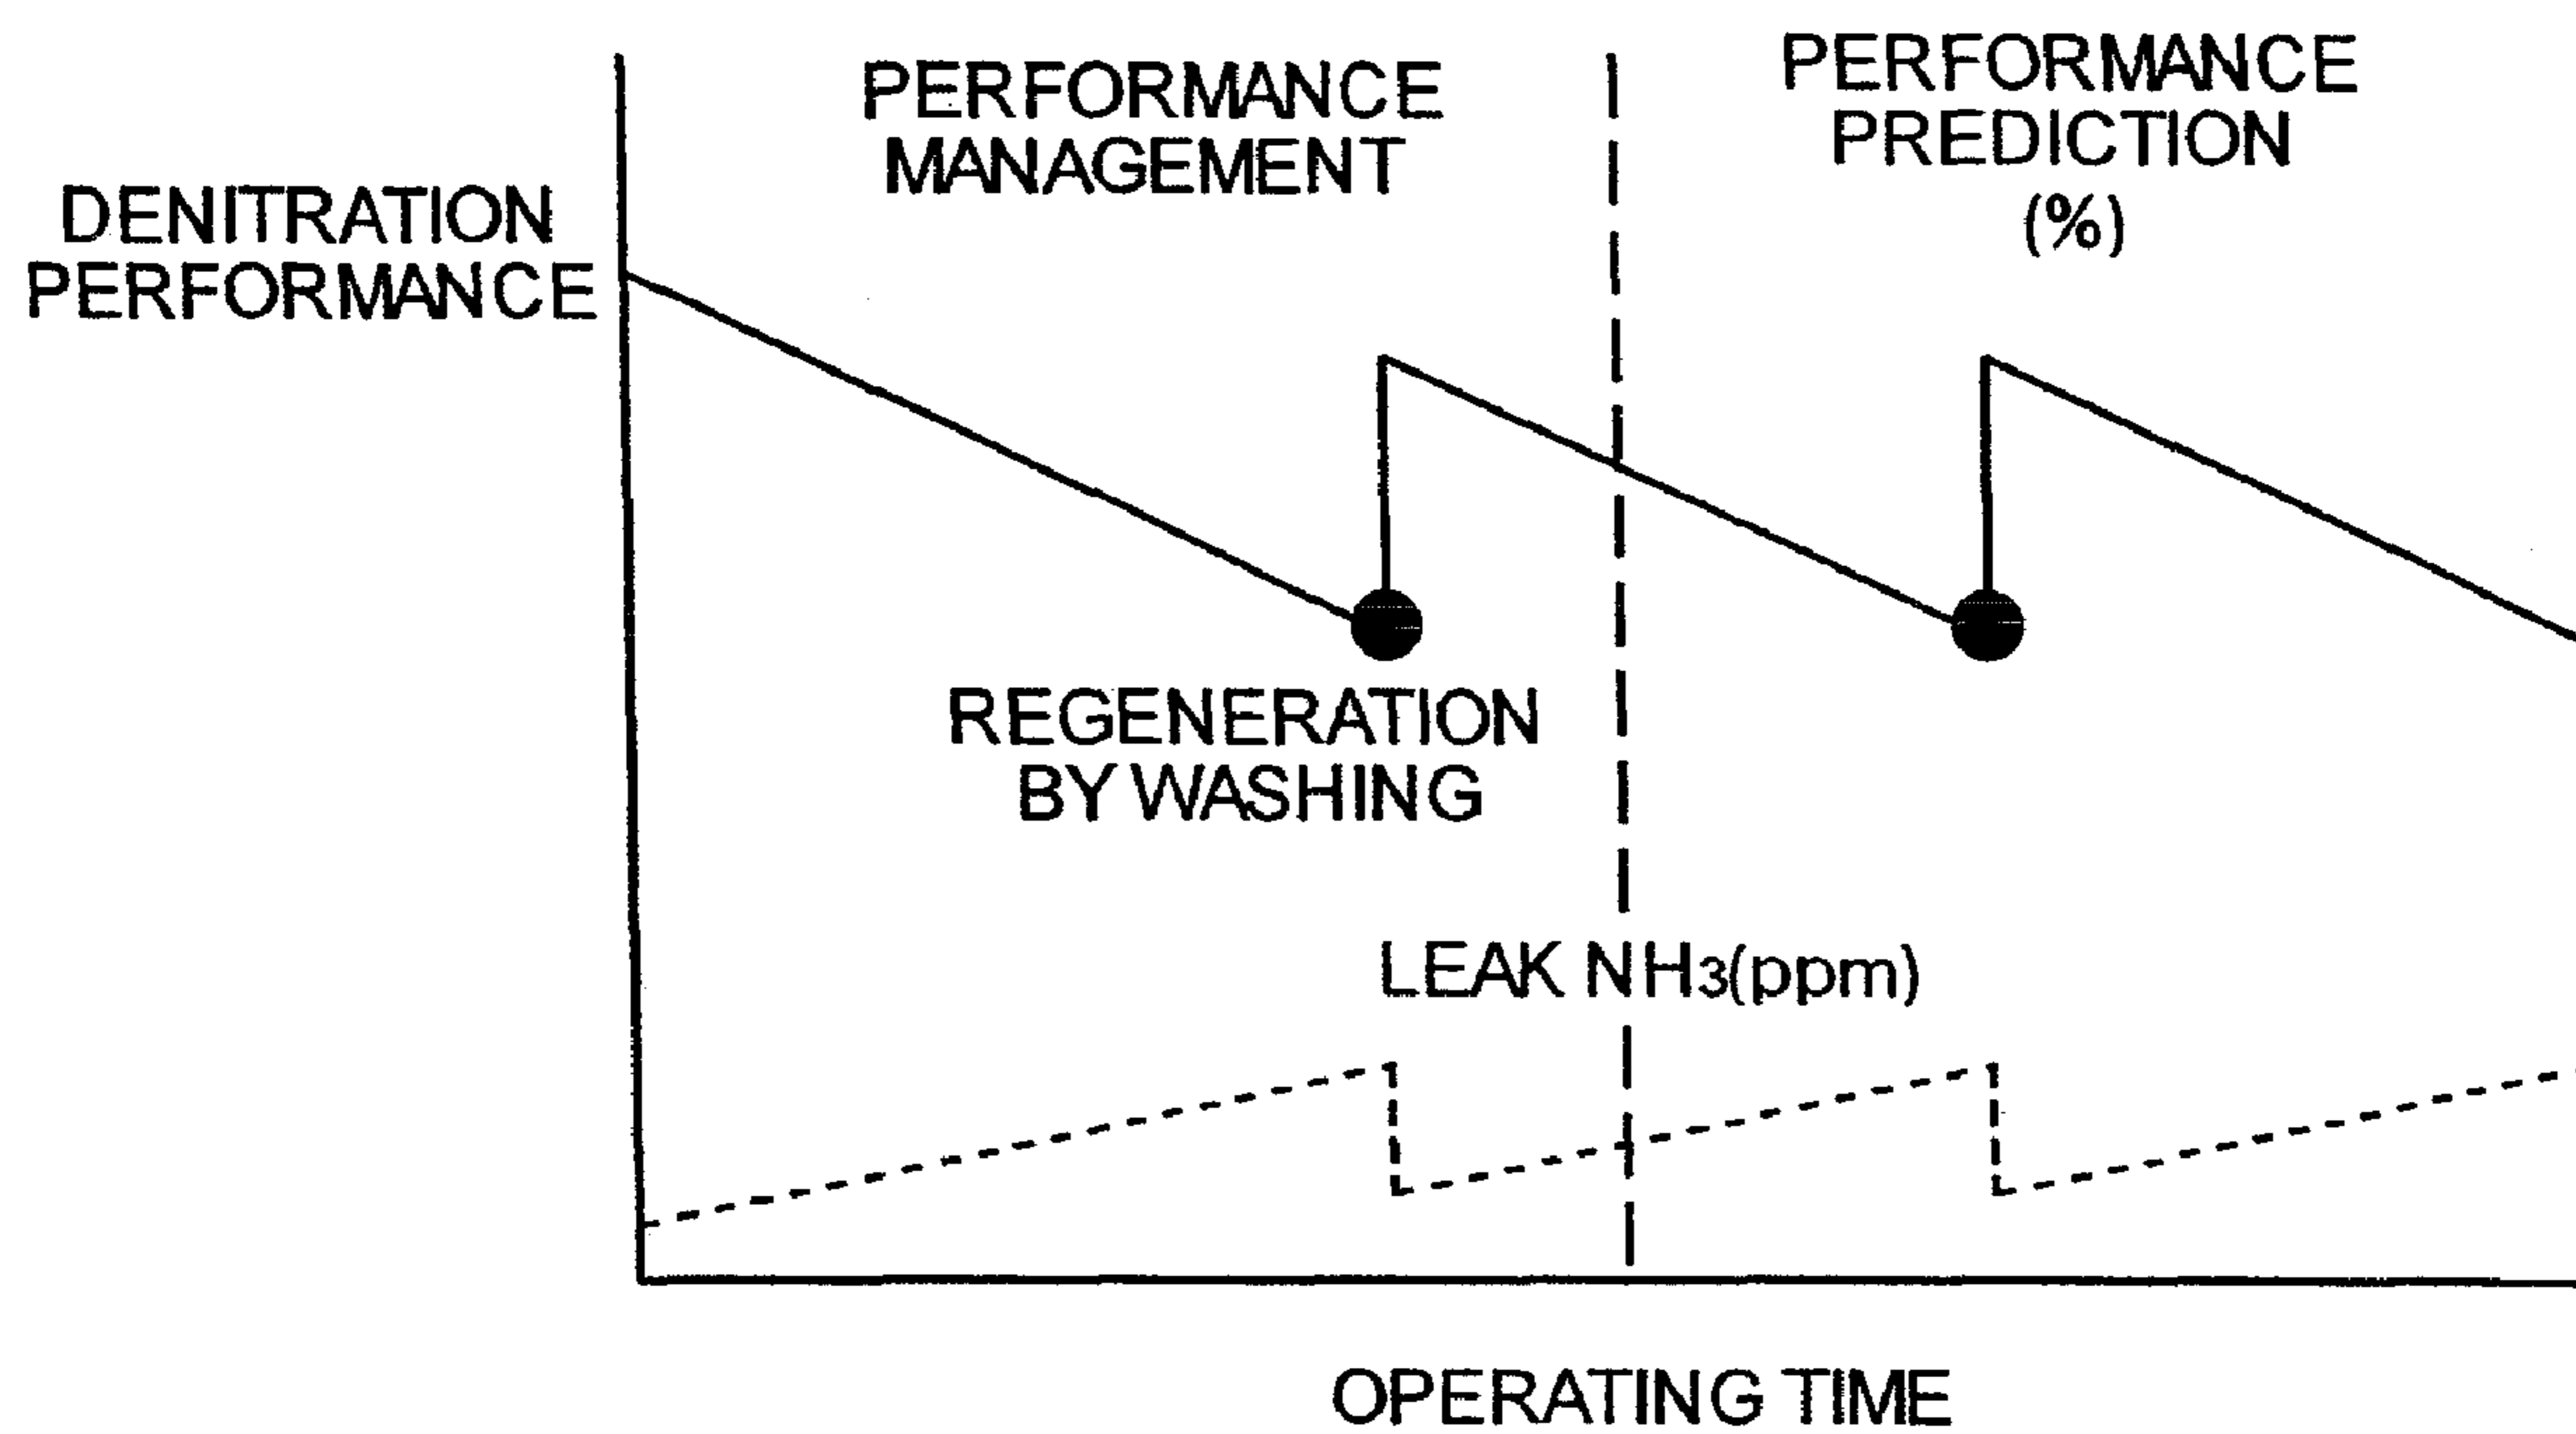 PERFORMANCE
MANAGEMENT
PERFORMANCE
PREDICTION
(%)
DENITRATION
PERFORMANCE
REGENERATION
BY WASHING
LEAK NH3(ppm)
OPERATING TIME